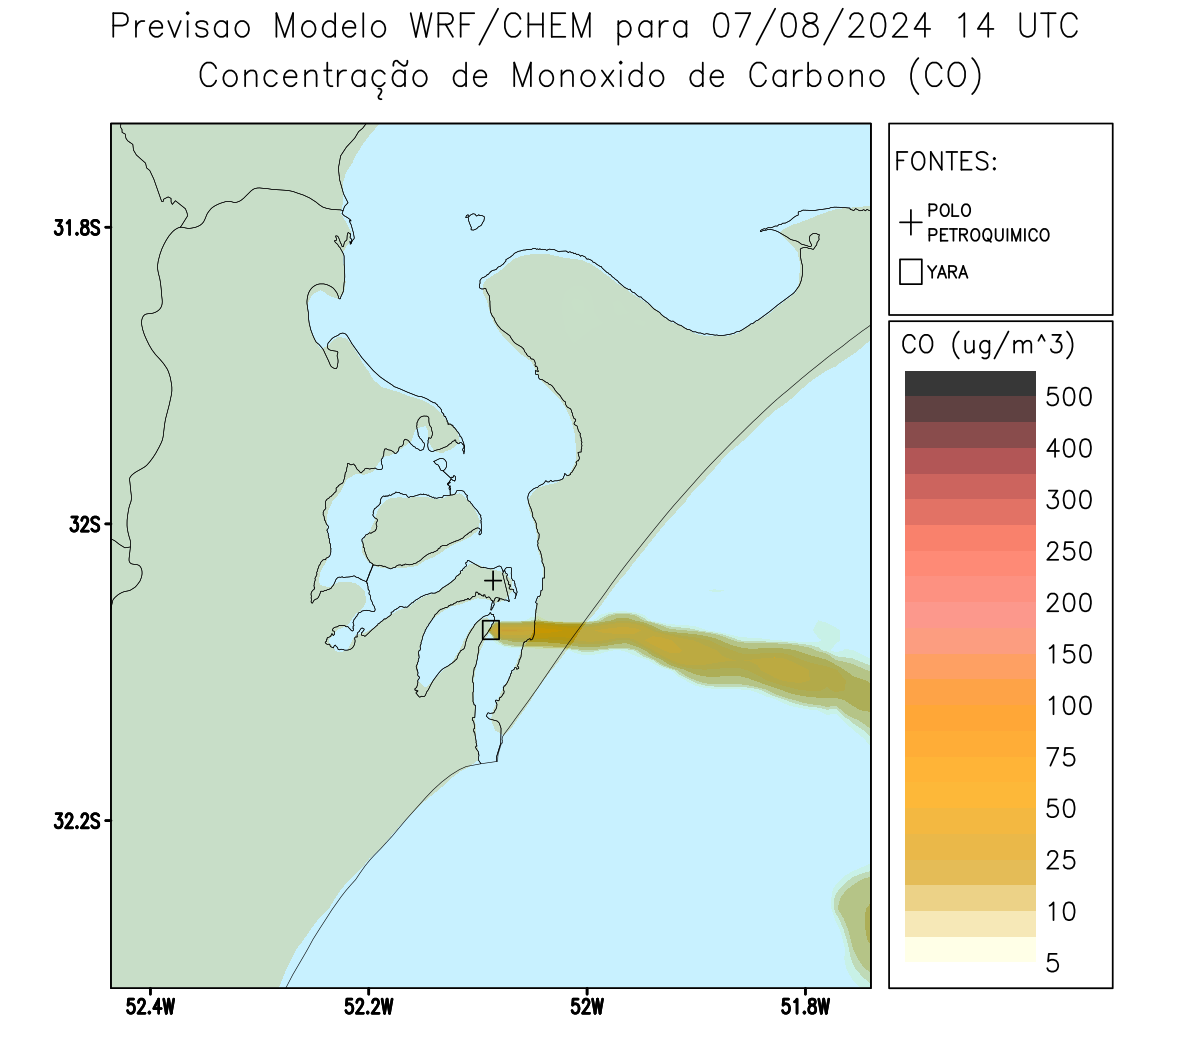 Previsao Modelo WRF/CHEM para 07/08/2024 14 UTC
Concentração de Monoxido de Carbono (CO)
FONTES:
POLO
PETROQUIMICO
YARA
CO (ug/m^3)
500
400
300
250
200
150
100
75
50
25
10
5
31.8S
32S
32.2S
52.4W
52.2W
52W
51.8W